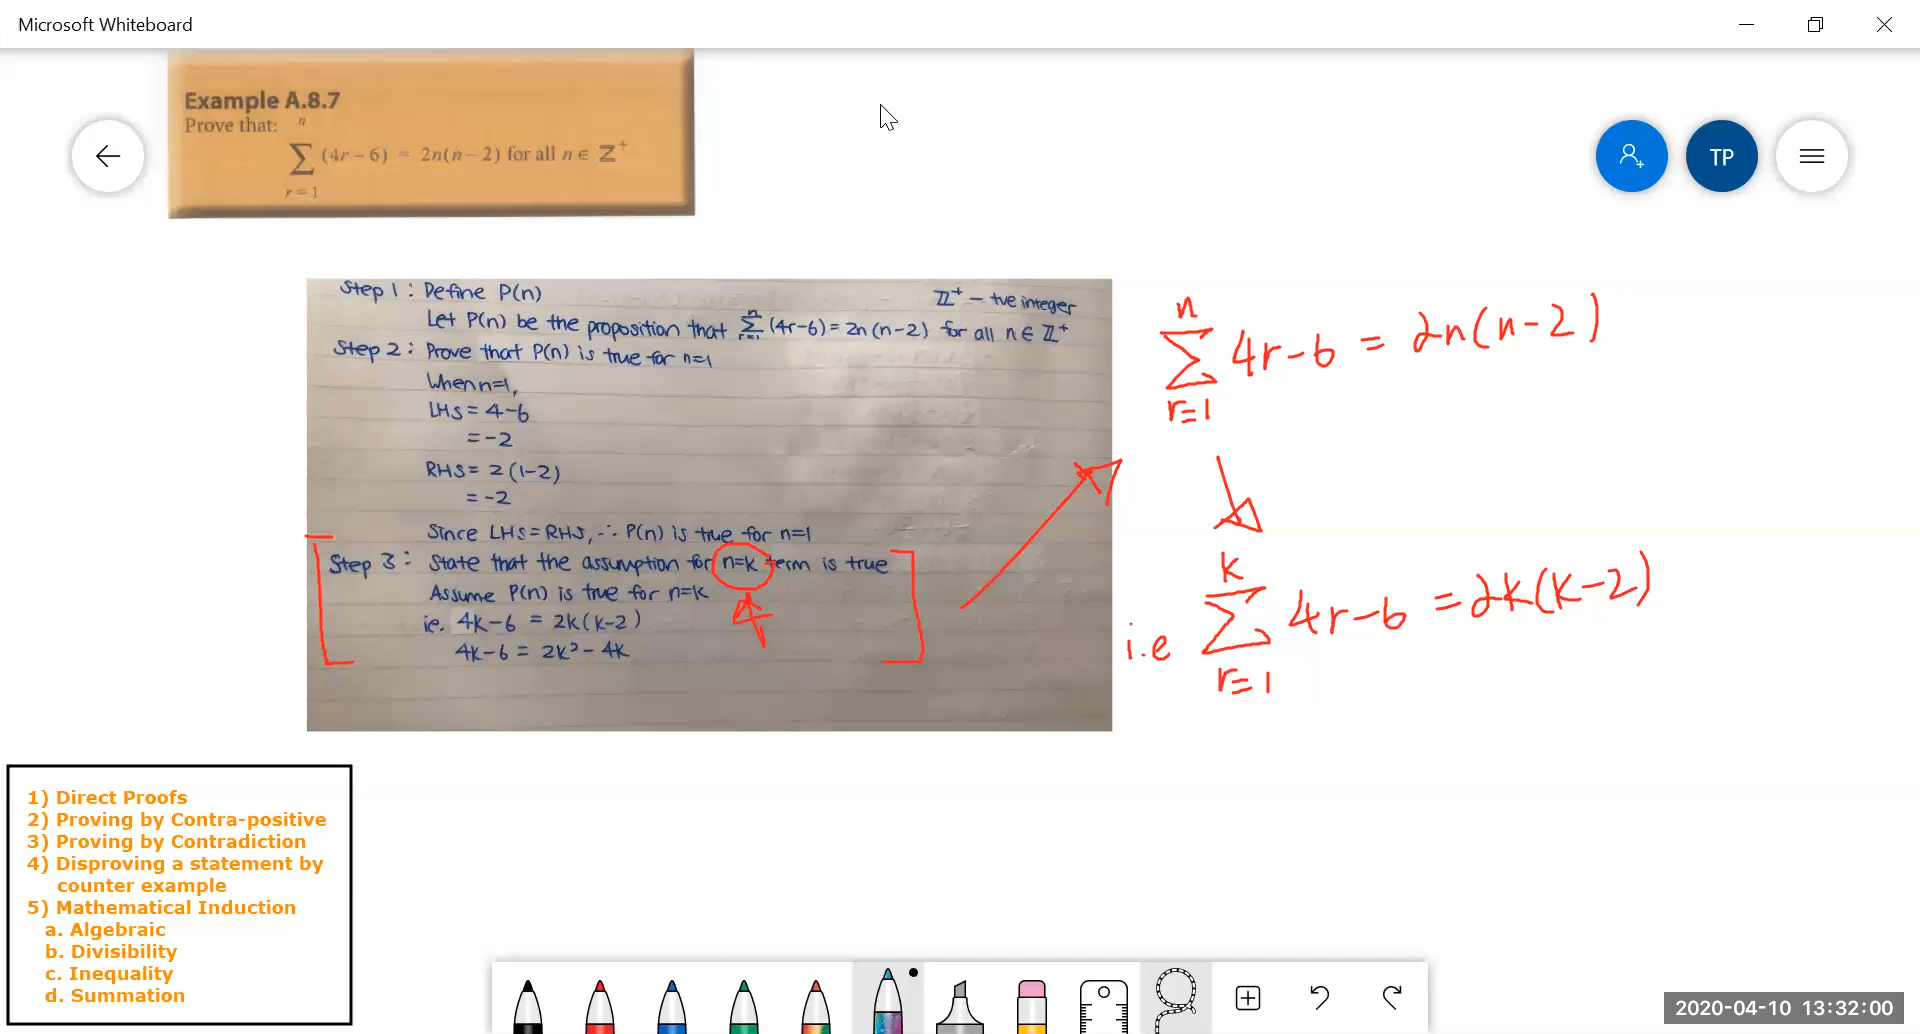 Microsoft Whiteboard
Example A.8.7
Prove that:
n
∑ (4r – 6) = 2n(n – 2) for all n ∈ ℤ⁺
r = 1
TP
Step 1: Define P(n)
ℤ⁺ – +ve integer
Let P(n) be the proposition that ∑ⁿᵣ₌₁ (4r-6) = 2n(n-2) for all n ∈ ℤ⁺
Step 2: Prove that P(n) is true for n=1
When n=1,
LHS = 4-6
= -2
RHS = 2(1-2)
= -2
Since LHS=RHS, ∴ P(n) is true for n=1
Step 3: State that the assumption for n=k term is true
Assume P(n) is true for n=k
ie. 4k-6 = 2k(k-2)
4k-6 = 2k²-4k
n
∑ 4r-6 = 2n(n-2)
r=1
k
i.e ∑ 4r-6 = 2k(k-2)
r=1
1) Direct Proofs
2) Proving by Contra-positive
3) Proving by Contradiction
4) Disproving a statement by
counter example
5) Mathematical Induction
a. Algebraic
b. Divisibility
c. Inequality
d. Summation
2020-04-10 13:32:00